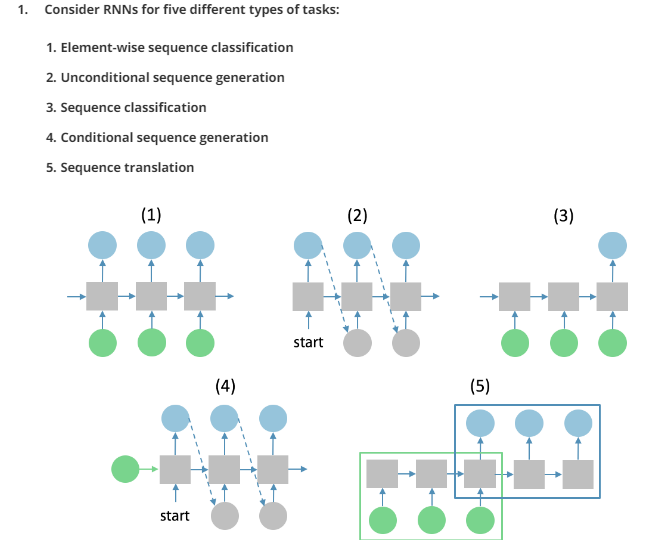 1. Consider RNNs for five different types of tasks:
1. Element-wise sequence classification
2. Unconditional sequence generation
3. Sequence classification
4. Conditional sequence generation
5. Sequence translation
(1)
(2)
(3)
start
(4)
(5)
start